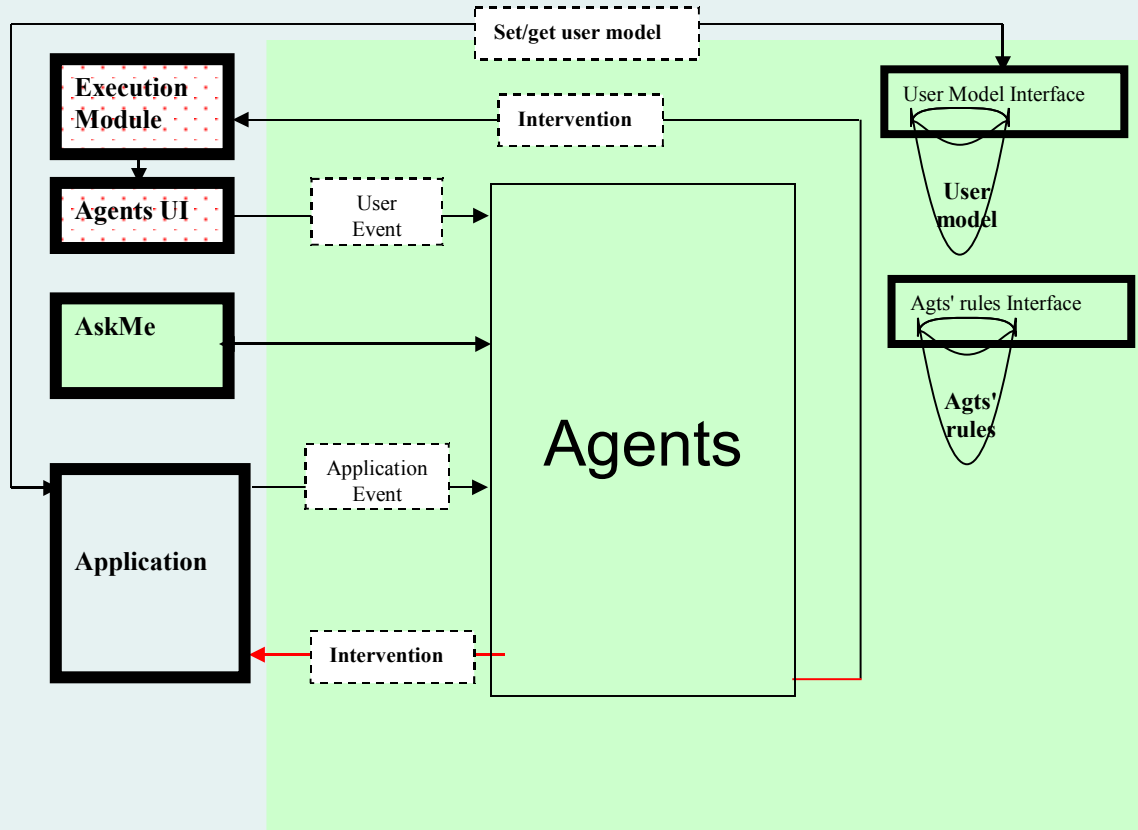 Set/get user model
Execution
Module
Intervention
User Model Interface
User
model
Agents UI
User
Event
Agts' rules Interface
Agts'
rules
AskMe
Agents
Application
Event
Application
Intervention